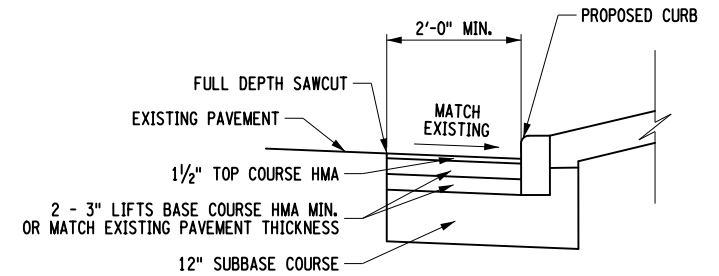 PROPOSED CURB
2'-0" MIN.
FULL DEPTH SAWCUT
EXISTING PAVEMENT
MATCH
EXISTING
1½" TOP COURSE HMA
2 - 3" LIFTS BASE COURSE HMA MIN.
OR MATCH EXISTING PAVEMENT THICKNESS
12" SUBBASE COURSE